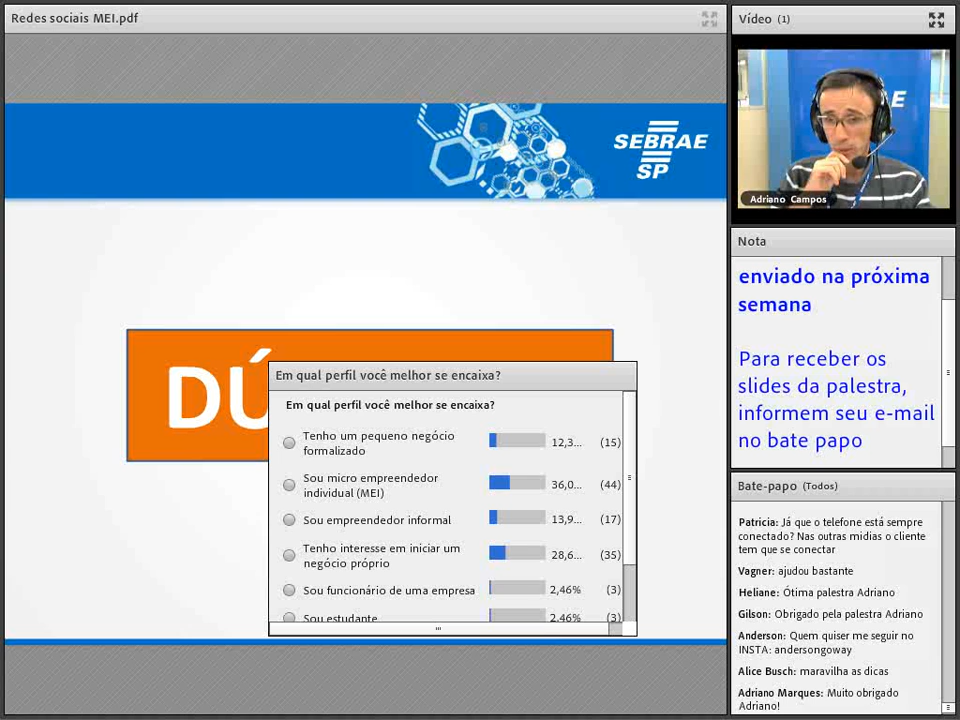 Redes sociais MEI.pdf
SEBRAE
SP
DÚ
Em qual perfil você melhor se encaixa?
Em qual perfil você melhor se encaixa?
Tenho um pequeno negócio
formalizado
12,3... (15)
Sou micro empreendedor
individual (MEI)
36,0... (44)
Sou empreendedor informal
13,9... (17)
Tenho interesse em iniciar um
negócio próprio
28,6... (35)
Sou funcionário de uma empresa
2,46% (3)
Sou estudante
2,46% (3)
Vídeo (1)
Adriano Campos
Nota
enviado na próxima
semana
Para receber os
slides da palestra,
informem seu e-mail
no bate papo
Bate-papo (Todos)
Patricia: Já que o telefone está sempre
conectado? Nas outras midias o cliente
tem que se conectar
Vagner: ajudou bastante
Heliane: Ótima palestra Adriano
Gilson: Obrigado pela palestra Adriano
Anderson: Quem quiser me seguir no
INSTA: andersongoway
Alice Busch: maravilha as dicas
Adriano Marques: Muito obrigado
Adriano!